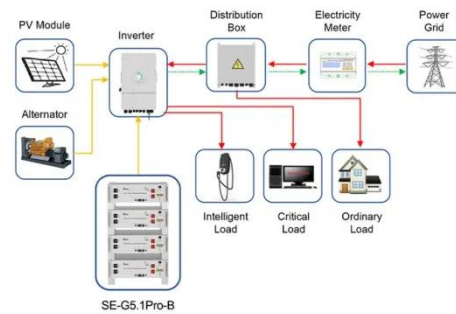 PV Module
Inverter
Distribution
Box
Electricity
Meter
Power
Grid
Alternator
Intelligent
Load
Critical
Load
Ordinary
Load
SE-G5.1Pro-B